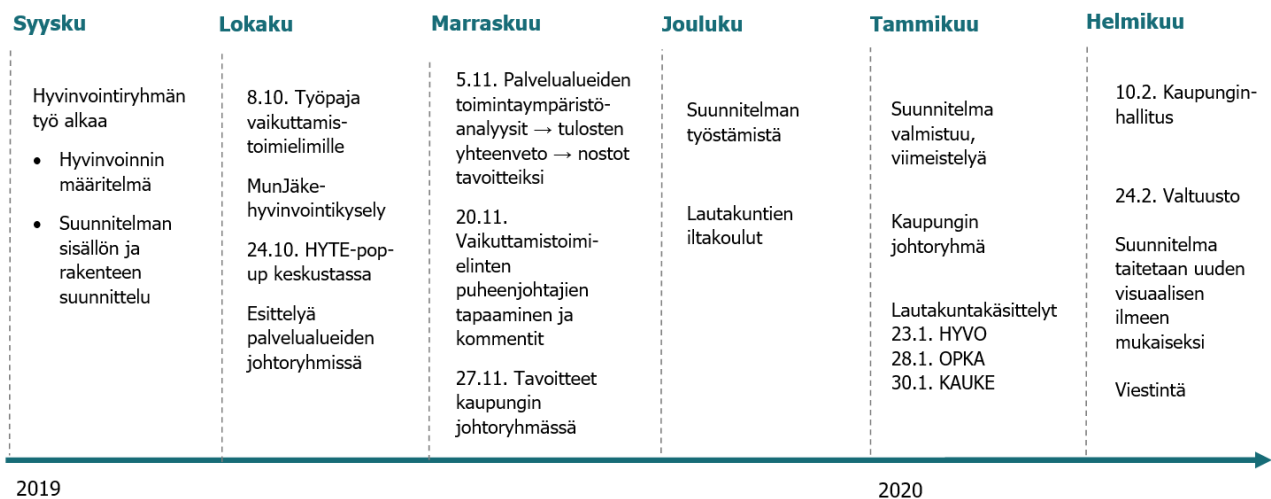 Syysku
Hyvinvointiryhmän
työ alkaa
• Hyvinvoinnin
määritelmä
• Suunnitelman
sisällön ja
rakenteen
suunnittelu
Lokaku
8.10. Työpaja
vaikuttamis-
toimielimille
MunJäke-
hyvinvointikysely
24.10. HYTE-pop-
up keskustassa
Esittelyä
palvelualueiden
johtoryhmissä
Marraskuu
5.11. Palvelualueiden
toimintaympäristö-
analyysit → tulosten
yhteenveto → nostot
tavoitteiksi
20.11.
Vaikuttamistoimi-
elinten
puheenjohtajien
tapaaminen ja
kommentit
27.11. Tavoitteet
kaupungin
johtoryhmässä
Jouluku
Suunnitelman
työstämistä
Lautakuntien
iltakoulut
Tammikuu
Suunnitelma
valmistuu,
viimeistelyä
Kaupungin
johtoryhmä
Lautakuntakäsittelyt
23.1. HYVO
28.1. OPKA
30.1. KAUKE
Helmikuu
10.2. Kaupungin-
hallitus
24.2. Valtuusto
Suunnitelma
taitetaan uuden
visuaalisen
ilmeen
mukaiseksi
Viestintä
2019
2020